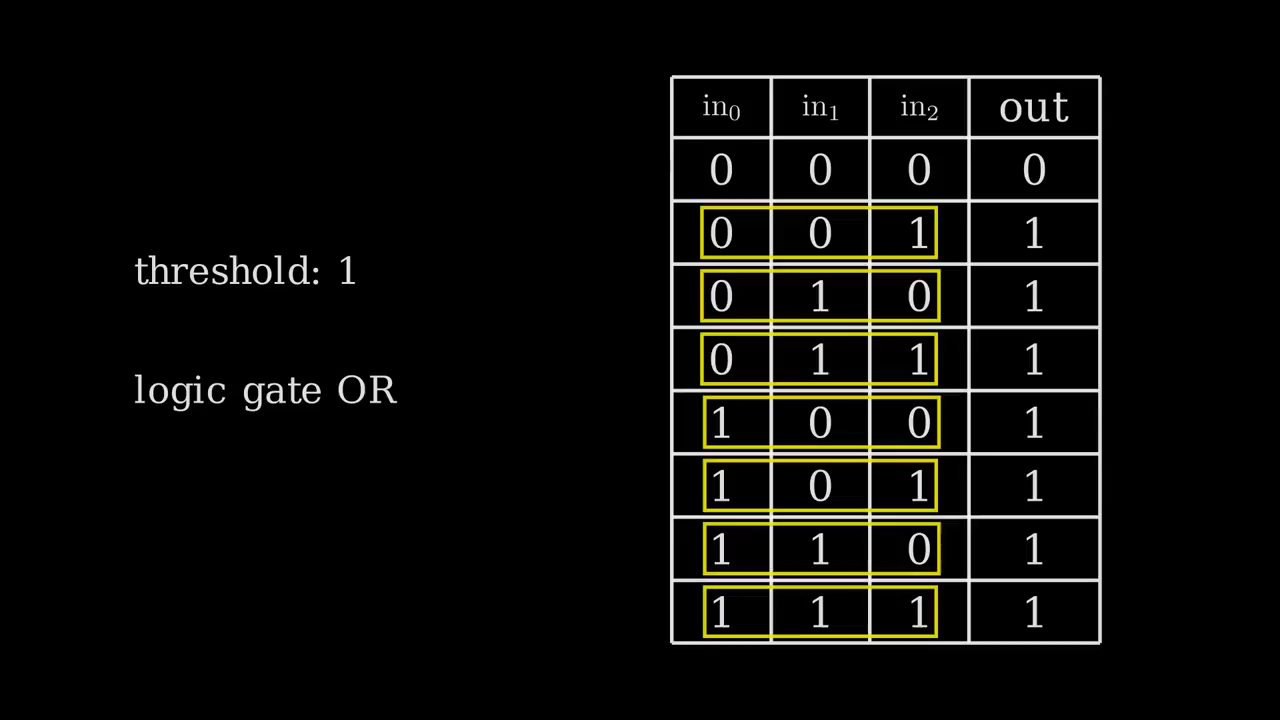 threshold: 1
logic gate OR
in₀ in₁ in₂ out
0 0 0 0
0 0 1 1
0 1 0 1
0 1 1 1
1 0 0 1
1 0 1 1
1 1 0 1
1 1 1 1